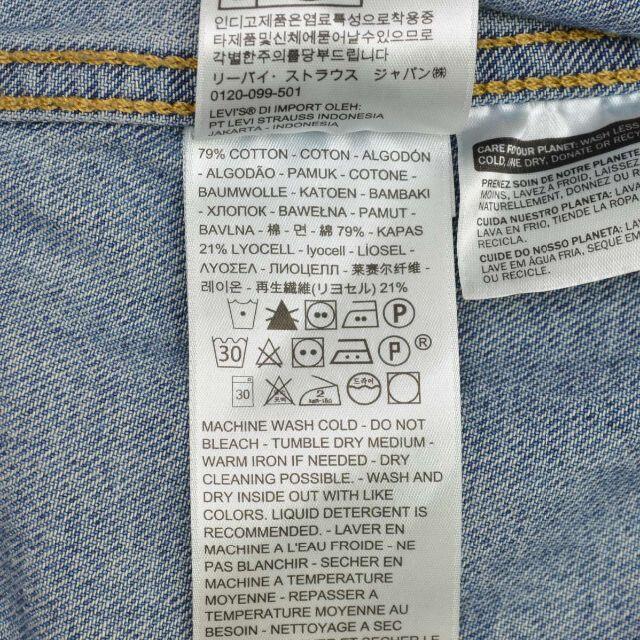 인디고제품은염료특성으로착용중
타제품및신체에묻어날수있으므로
각별한주의를당부드립니다
リーバイ・ストラウス ジャパン㈱
0120-099-501
LEVI'S® DI IMPORT OLEH:
PT LEVI STRAUSS INDONESIA
JAKARTA - INDONESIA
79% COTTON - COTON - ALGODÓN
- ALGODÃO - PAMUK - COTONE -
BAUMWOLLE - KATOEN - BAMBAKI
- ХЛОПОК - BAWEŁNA - PAMUT -
BAVLNA - 棉 - 면 - 綿 79% - KAPAS
21% LYOCELL - lyocell - LİOSEL -
ΛΥΟΣΕΛ - ЛИОЦЕЛЛ - 莱赛尔纤维 -
레이온 - 再生繊維(リヨセル) 21%
P
30 P ®
30 2 드라이
MACHINE WASH COLD - DO NOT
BLEACH - TUMBLE DRY MEDIUM -
WARM IRON IF NEEDED - DRY
CLEANING POSSIBLE. - WASH AND
DRY INSIDE OUT WITH LIKE
COLORS. LIQUID DETERGENT IS
RECOMMENDED. - LAVER EN
MACHINE A L'EAU FROIDE - NE
PAS BLANCHIR - SECHER EN
MACHINE A TEMPERATURE
MOYENNE - REPASSER A
TEMPERATURE MOYENNE AU
BESOIN - NETTOYAGE A SEC
CARE FOR OUR PLANET: WASH LESS
COLD, LINE DRY, DONATE OR RECY
PRENEZ SOIN DE NOTRE PLANETE
MOINS, LAVEZ A FROID, LAISSEZ
NATURELLEMENT, DONNEZ OU R
CUIDA NUESTRO PLANETA:
LAVA EN FRIO, TIENDE LA ROPA
RECICLA.
CUIDE DO NOSSO PLANETA:
LAVE EM ÁGUA FRIA, SEQUE EM
OU RECICLE.